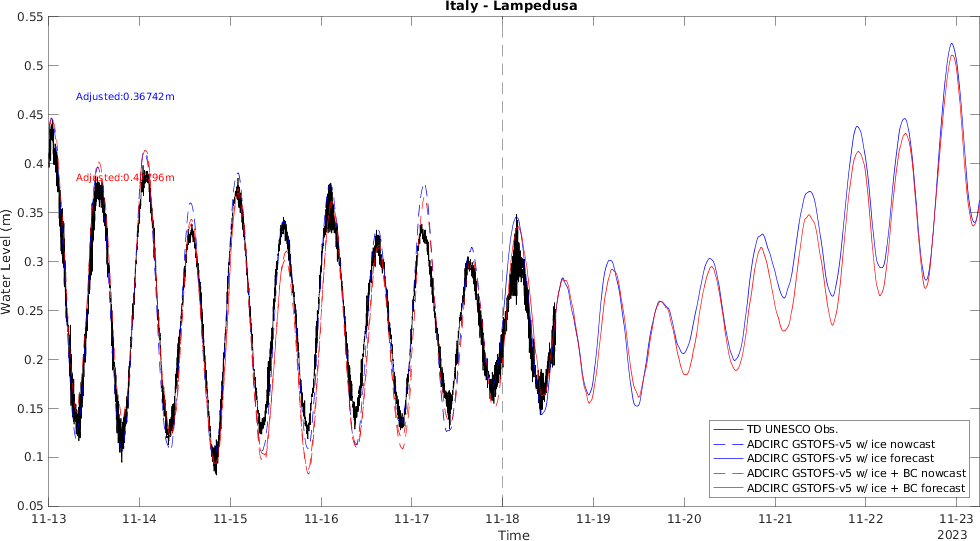 Italy - Lampedusa
0.55
0.5
0.45
0.4
0.35
0.3
0.25
0.2
0.15
0.1
0.05
Water Level (m)
Adjusted:0.36742m
11-13
11-14
11-15
11-16
11-17
11-18
11-19
11-20
11-21
11-22
11-23
Time
2023
TD UNESCO Obs.
ADCIRC GSTOFS-v5 w/ ice nowcast
ADCIRC GSTOFS-v5 w/ ice forecast
ADCIRC GSTOFS-v5 w/ ice + BC nowcast
ADCIRC GSTOFS-v5 w/ ice + BC forecast